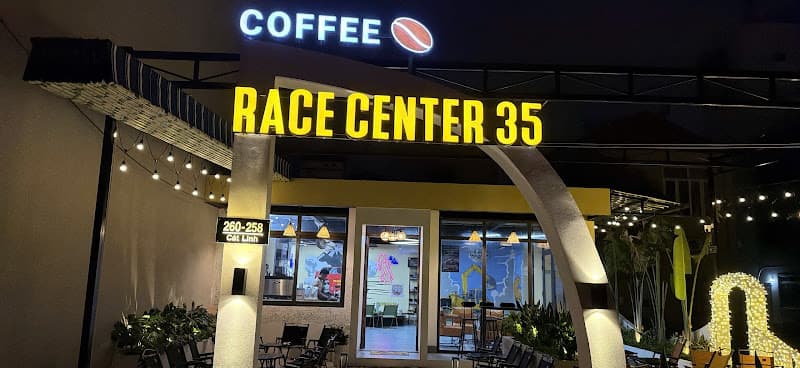 COFFEE
RACE CENTER 35
260-258
Cát Linh